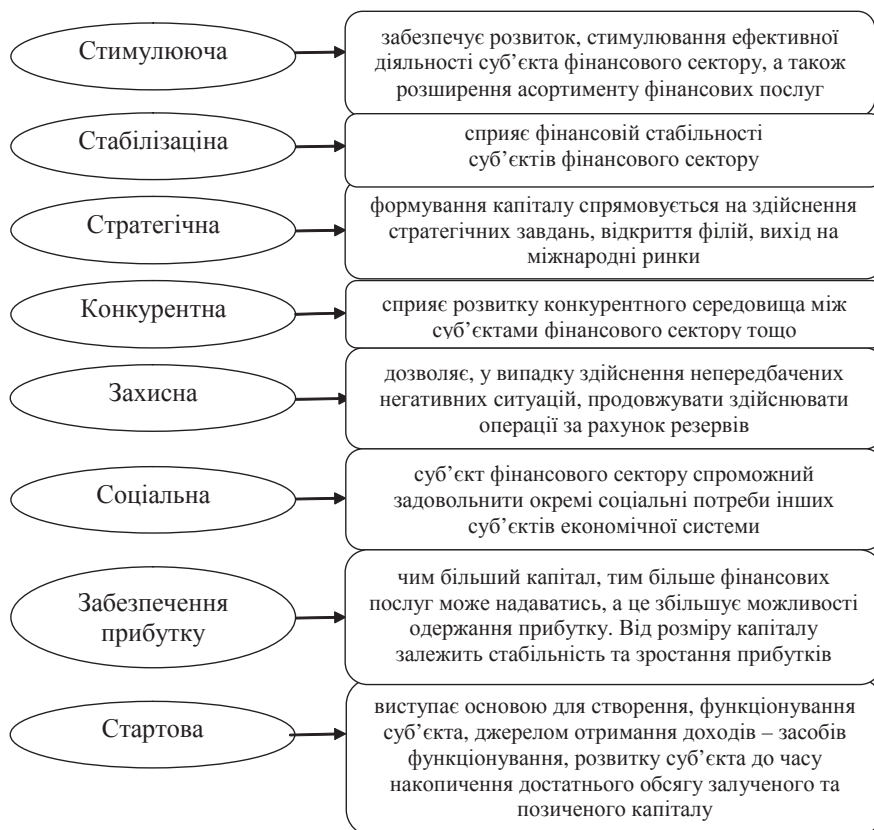 Стимулююча
забезпечує розвиток, стимулювання ефективної
діяльності суб’єкта фінансового сектору, а також
розширення асортименту фінансових послуг
Стабілізаціна
сприяє фінансовій стабільності
суб’єктів фінансового сектору
Стратегічна
формування капіталу спрямовується на здійснення
стратегічних завдань, відкриття філій, вихід на
міжнародні ринки
Конкурентна
сприяє розвитку конкурентного середовища між
суб’єктами фінансового сектору тощо
Захисна
дозволяє, у випадку здійснення непередбачених
негативних ситуацій, продовжувати здійснювати
операції за рахунок резервів
Соціальна
суб’єкт фінансового сектору спроможний
задовольнити окремі соціальні потреби інших
суб’єктів економічної системи
Забезпечення
прибутку
чим більший капітал, тим більше фінансових
послуг може надаватись, а це збільшує можливості
одержання прибутку. Від розміру капіталу
залежить стабільність та зростання прибутків
Стартова
виступає основою для створення, функціонування
суб’єкта, джерелом отримання доходів – засобів
функціонування, розвитку суб’єкта до часу
накопичення достатнього обсягу залученого та
позиченого капіталу